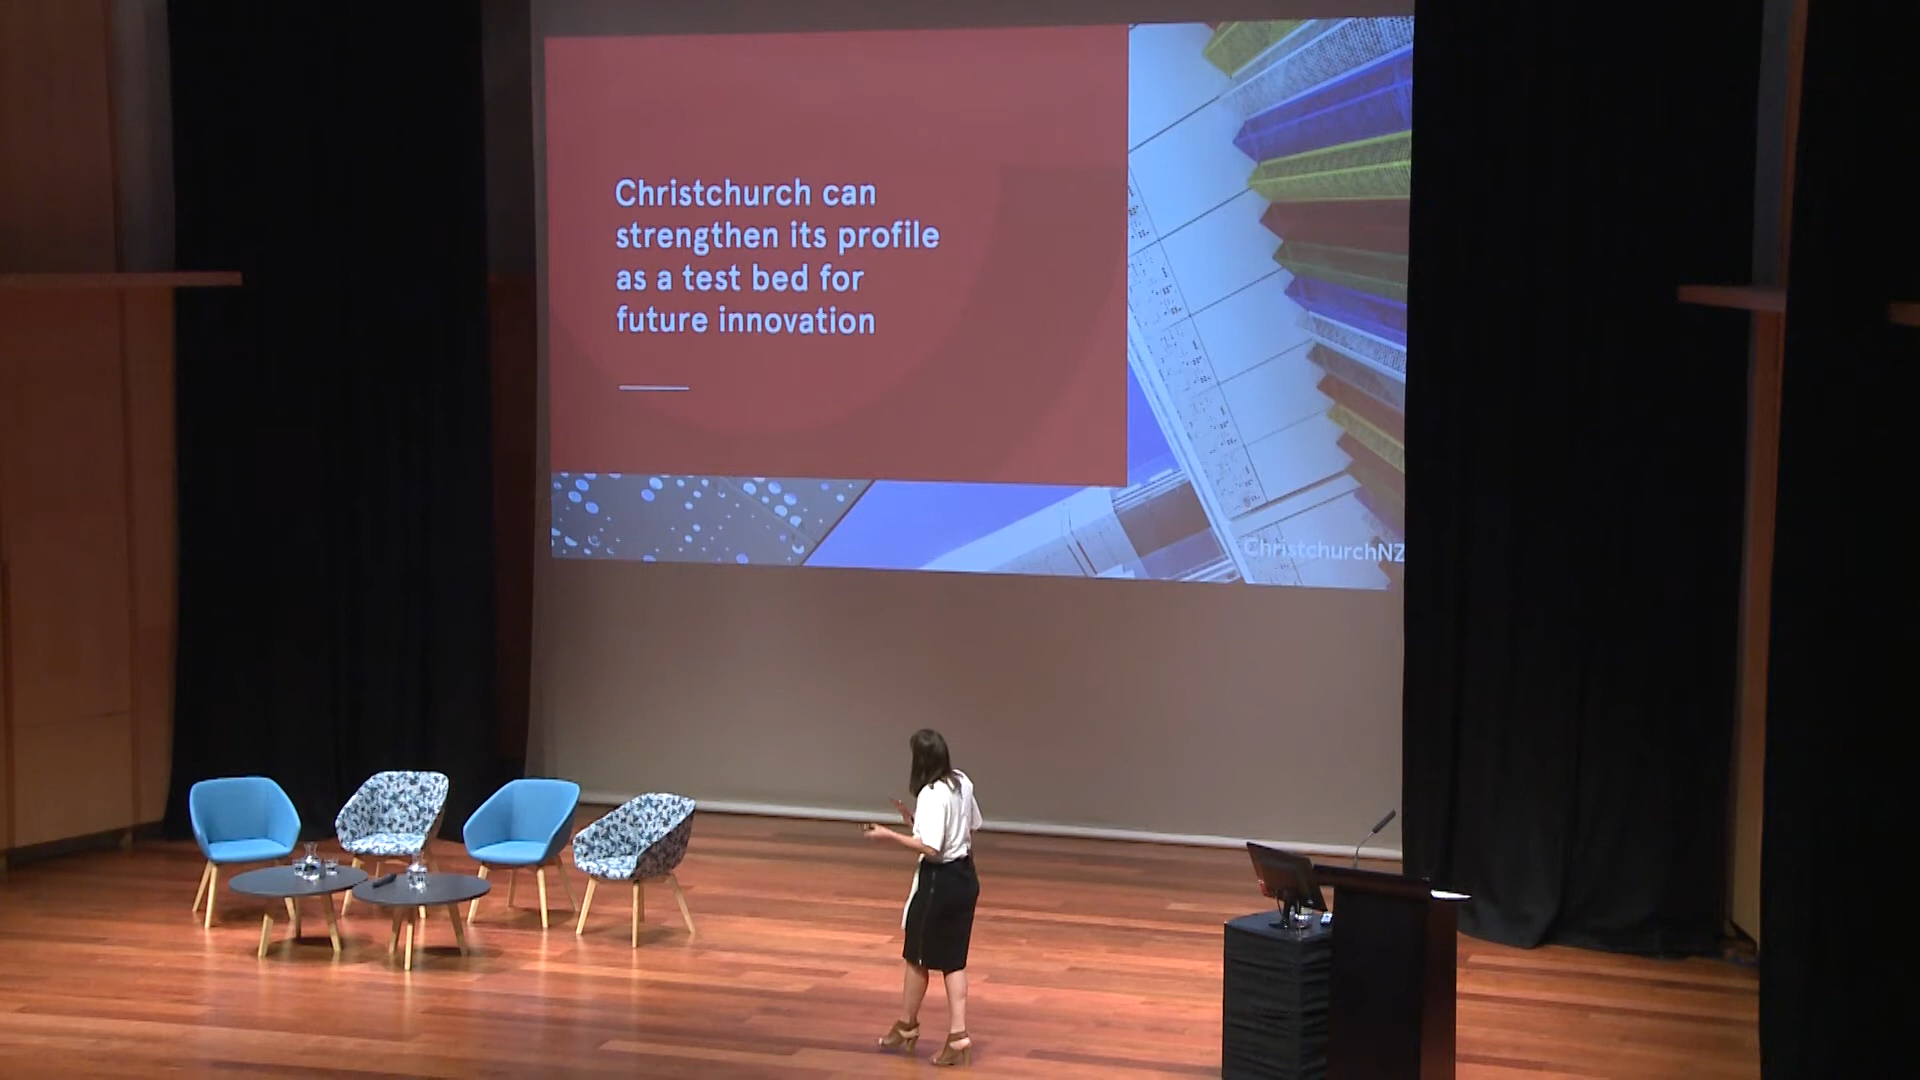 Christchurch can
strengthen its profile
as a test bed for
future innovation
ChristchurchNZ